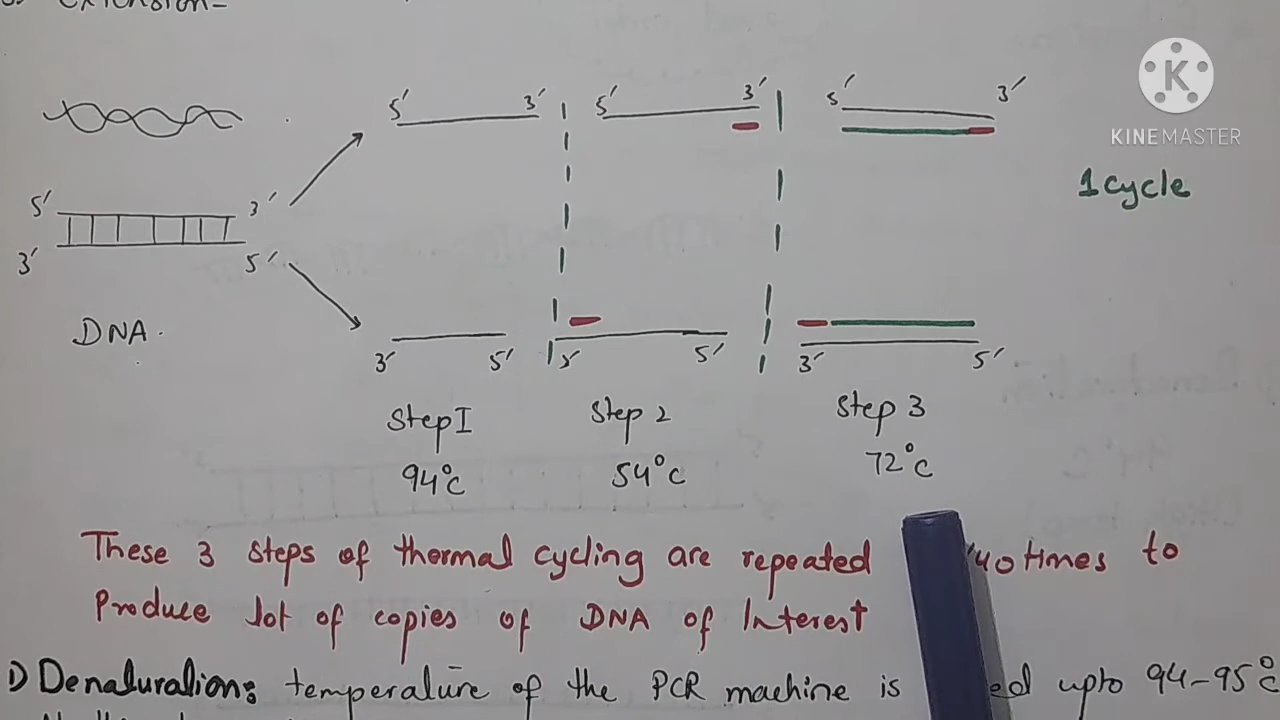 extension-
5′ 3′ 5′ 3′ 5′ 3′
K
KINEMASTER
1 cycle
5′ 3′
3′ 5′
DNA.
3′ 5′ 5′ 3′ 5′
Step I Step 2 Step 3
94°C 54°C 72°C
These 3 steps of thermal cycling are repeated 40 times to
Produce lot of copies of DNA of Interest
1) Denaturation: temperature of the PCR machine is upto 94-95°C